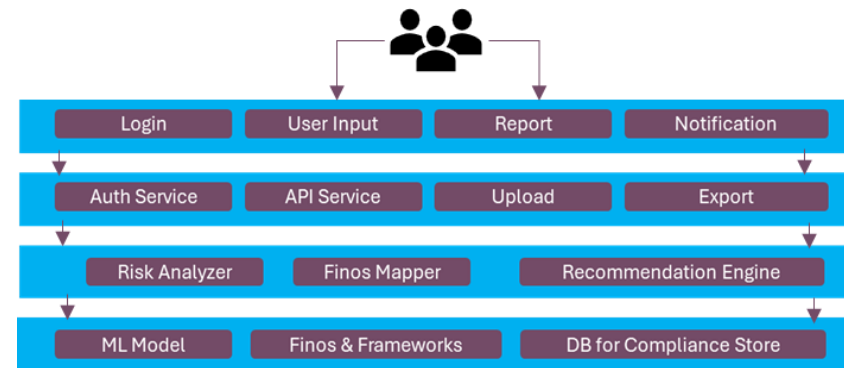 Login
User Input
Report
Notification
Auth Service
API Service
Upload
Export
Risk Analyzer
Finos Mapper
Recommendation Engine
ML Model
Finos & Frameworks
DB for Compliance Store